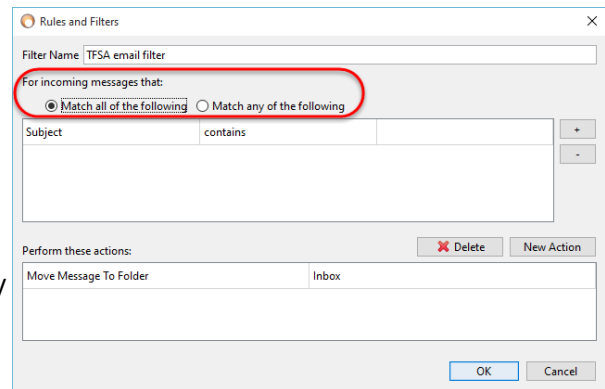 Rules and Filters
Filter Name TFSA email filter
For incoming messages that:
Match all of the following Match any of the following
Subject contains
+
-
Perform these actions: Delete New Action
Move Message To Folder Inbox
y
OK Cancel